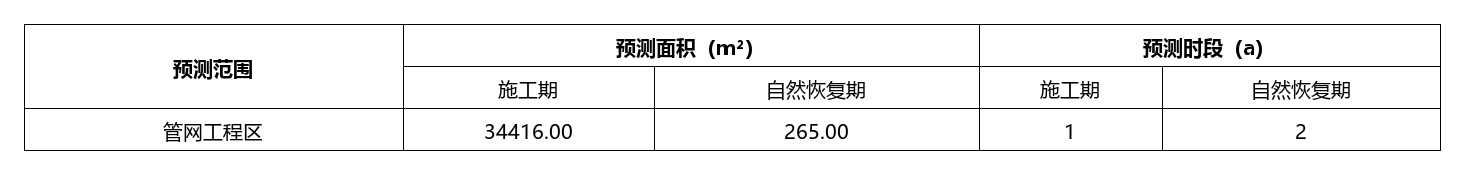 预测范围 预测面积（m²） 预测时段（a)
施工期 自然恢复期 施工期 自然恢复期
管网工程区 34416.00 265.00 1 2